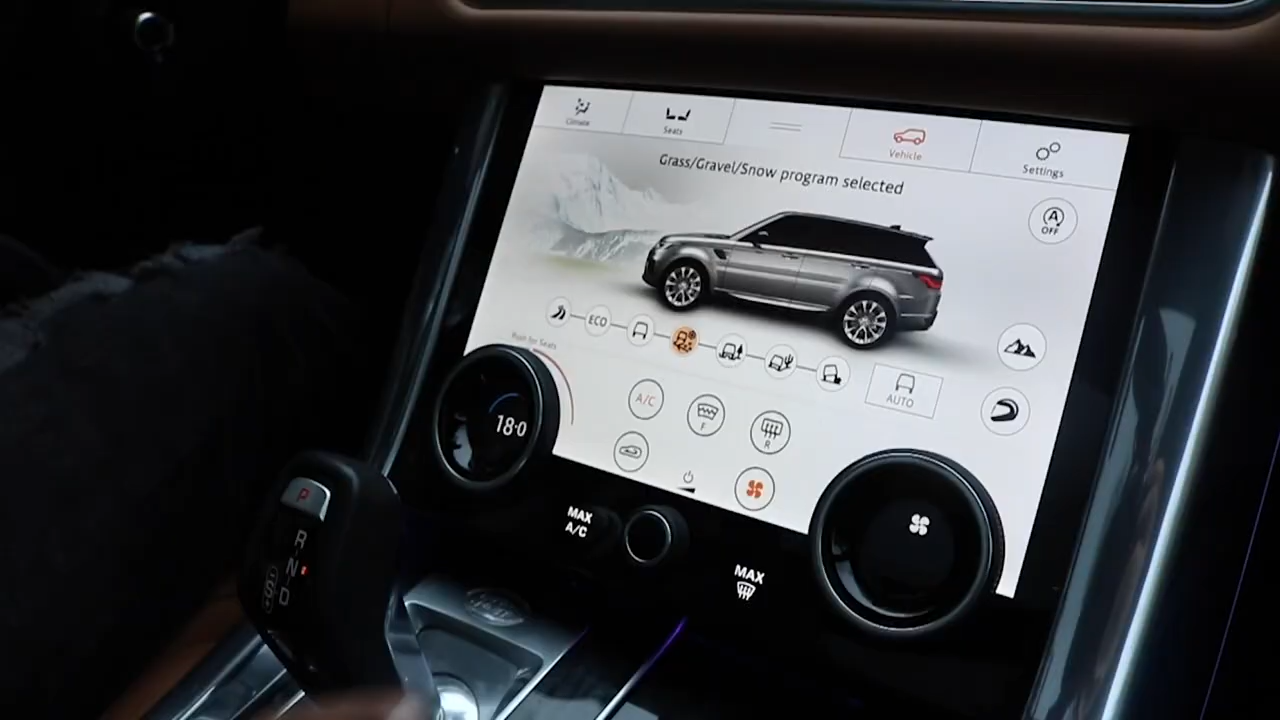 Climate
Seats
Vehicle
Settings
Grass/Gravel/Snow program selected
A
OFF
ECO
Push for Seats
AUTO
A/C
F
R
18·0
MAX
A/C
MAX
P
R
N
D
S